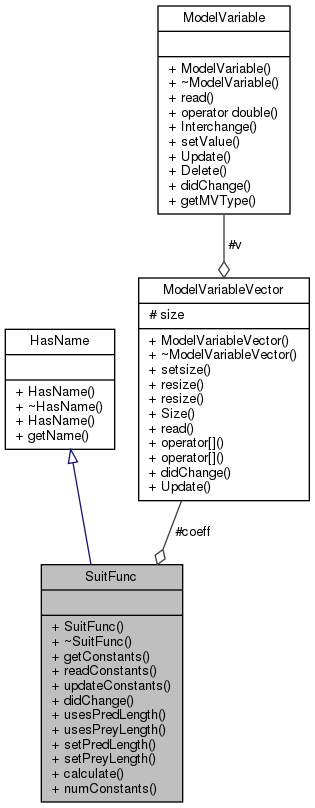 ModelVariable
+ ModelVariable()
+ ~ModelVariable()
+ read()
+ operator double()
+ Interchange()
+ setValue()
+ Update()
+ Delete()
+ didChange()
+ getMVType()
#v
ModelVariableVector
# size
+ ModelVariableVector()
+ ~ModelVariableVector()
+ setsize()
+ resize()
+ resize()
+ Size()
+ read()
+ operator[]()
+ operator[]()
+ didChange()
+ Update()
HasName
+ HasName()
+ ~HasName()
+ HasName()
+ getName()
#coeff
SuitFunc
+ SuitFunc()
+ ~SuitFunc()
+ getConstants()
+ readConstants()
+ updateConstants()
+ didChange()
+ usesPredLength()
+ usesPreyLength()
+ setPredLength()
+ setPreyLength()
+ calculate()
+ numConstants()